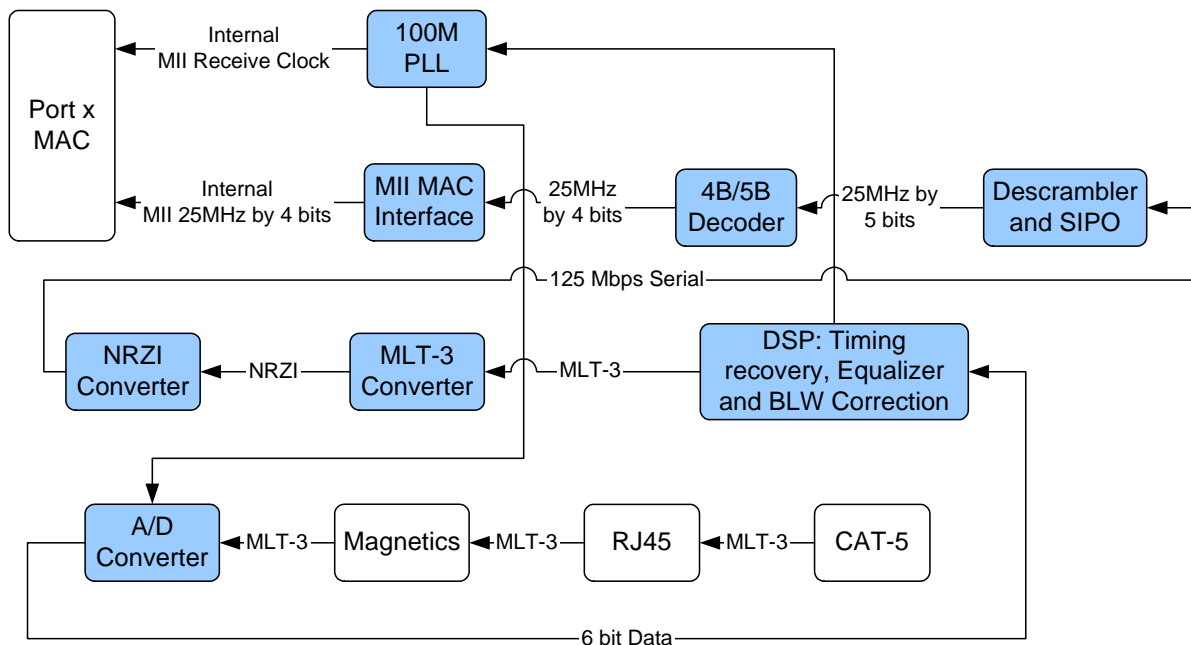 Internal
MII Receive Clock
100M
PLL
Port x
MAC
Internal
MII 25MHz by 4 bits
MII MAC
Interface
25MHz
by 4 bits
4B/5B
Decoder
25MHz by
5 bits
Descrambler
and SIPO
125 Mbps Serial
NRZI
Converter
NRZI
MLT-3
Converter
MLT-3
DSP: Timing
recovery, Equalizer
and BLW Correction
A/D
Converter
MLT-3
Magnetics
MLT-3
RJ45
MLT-3
CAT-5
6 bit Data